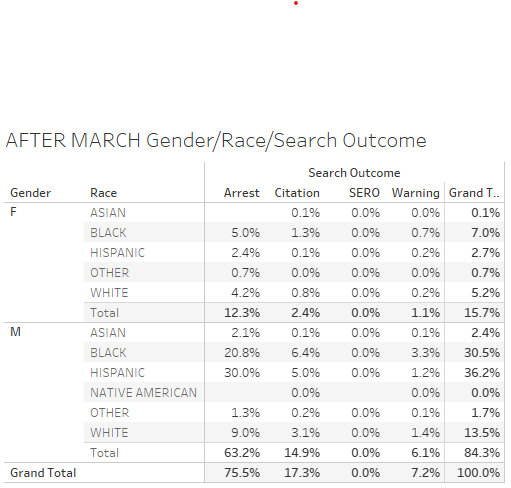 AFTER MARCH Gender/Race/Search Outcome
Search Outcome
Gender Race Arrest Citation SERO Warning Grand T..
F ASIAN 0.1% 0.0% 0.0% 0.1%
BLACK 5.0% 1.3% 0.0% 0.7% 7.0%
HISPANIC 2.4% 0.1% 0.0% 0.2% 2.7%
OTHER 0.7% 0.0% 0.0% 0.0% 0.7%
WHITE 4.2% 0.8% 0.0% 0.2% 5.2%
Total 12.3% 2.4% 0.0% 1.1% 15.7%
M ASIAN 2.1% 0.1% 0.0% 0.1% 2.4%
BLACK 20.8% 6.4% 0.0% 3.3% 30.5%
HISPANIC 30.0% 5.0% 0.0% 1.2% 36.2%
NATIVE AMERICAN 0.0% 0.0% 0.0%
OTHER 1.3% 0.2% 0.0% 0.1% 1.7%
WHITE 9.0% 3.1% 0.0% 1.4% 13.5%
Total 63.2% 14.9% 0.0% 6.1% 84.3%
Grand Total 75.5% 17.3% 0.0% 7.2% 100.0%